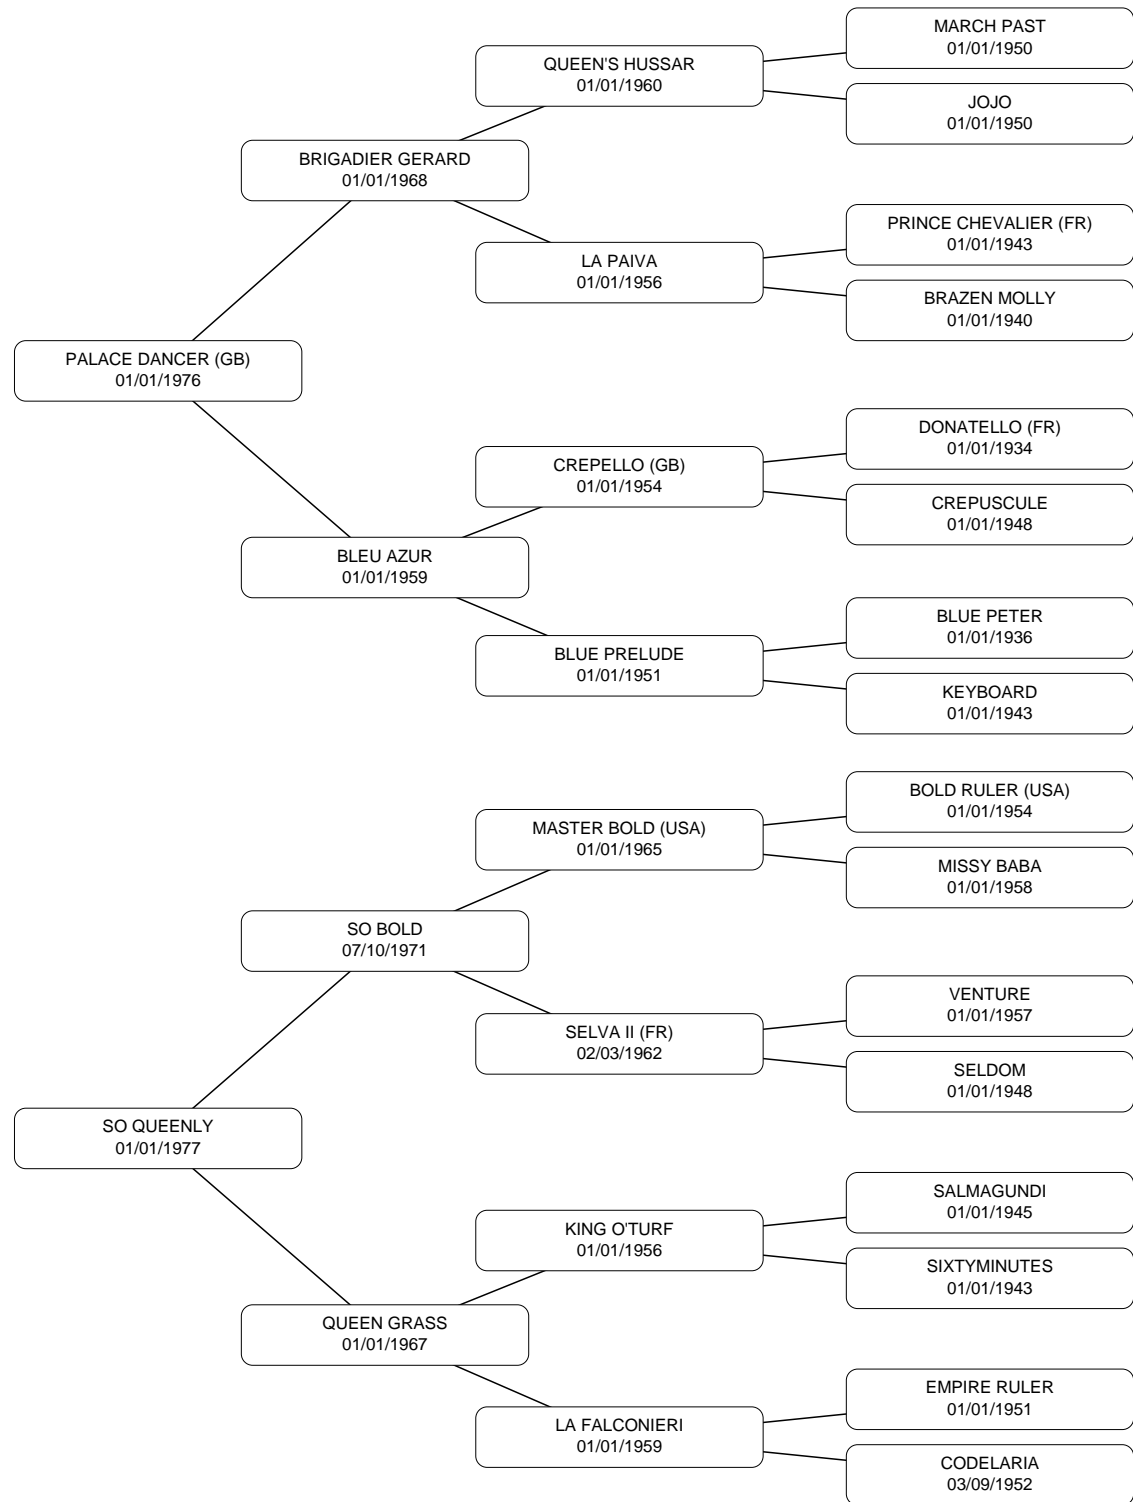 MARCH PAST
01/01/1950
QUEEN'S HUSSAR
01/01/1960
JOJO
01/01/1950
BRIGADIER GERARD
01/01/1968
PRINCE CHEVALIER (FR)
01/01/1943
LA PAIVA
01/01/1956
BRAZEN MOLLY
01/01/1940
PALACE DANCER (GB)
01/01/1976
DONATELLO (FR)
01/01/1934
CREPELLO (GB)
01/01/1954
CREPUSCULE
01/01/1948
BLEU AZUR
01/01/1959
BLUE PETER
01/01/1936
BLUE PRELUDE
01/01/1951
KEYBOARD
01/01/1943
BOLD RULER (USA)
01/01/1954
MASTER BOLD (USA)
01/01/1965
MISSY BABA
01/01/1958
SO BOLD
07/10/1971
VENTURE
01/01/1957
SELVA II (FR)
02/03/1962
SELDOM
01/01/1948
SO QUEENLY
01/01/1977
SALMAGUNDI
01/01/1945
KING O'TURF
01/01/1956
SIXTYMINUTES
01/01/1943
QUEEN GRASS
01/01/1967
EMPIRE RULER
01/01/1951
LA FALCONIERI
01/01/1959
CODELARIA
03/09/1952